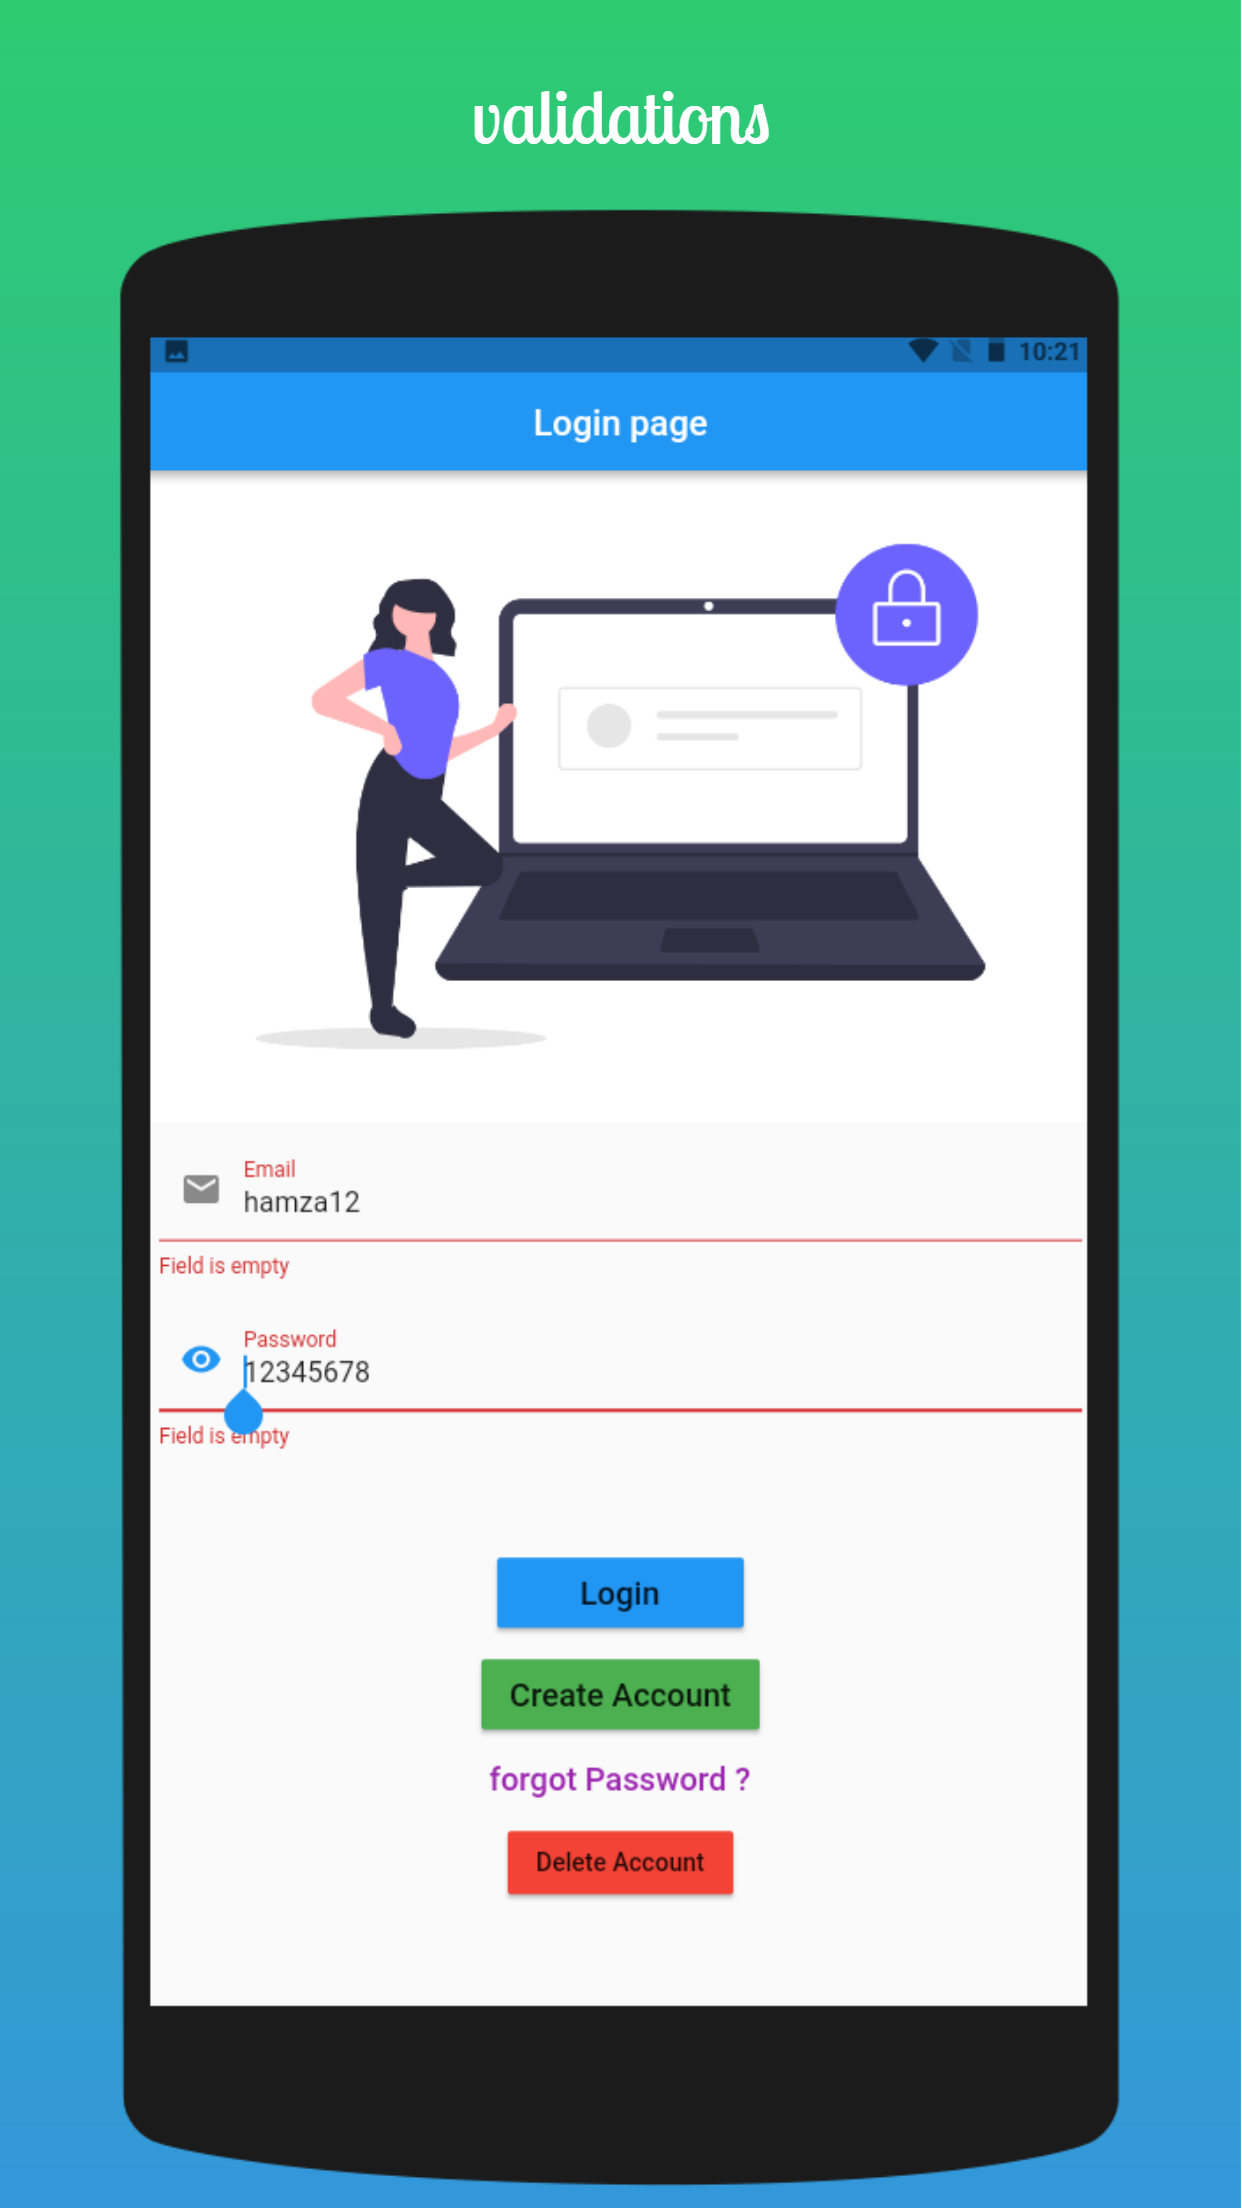 validations
10:21
Login page
Email
hamza12
Field is empty
Password
12345678
Field is empty
Login
Create Account
forgot Password ?
Delete Account